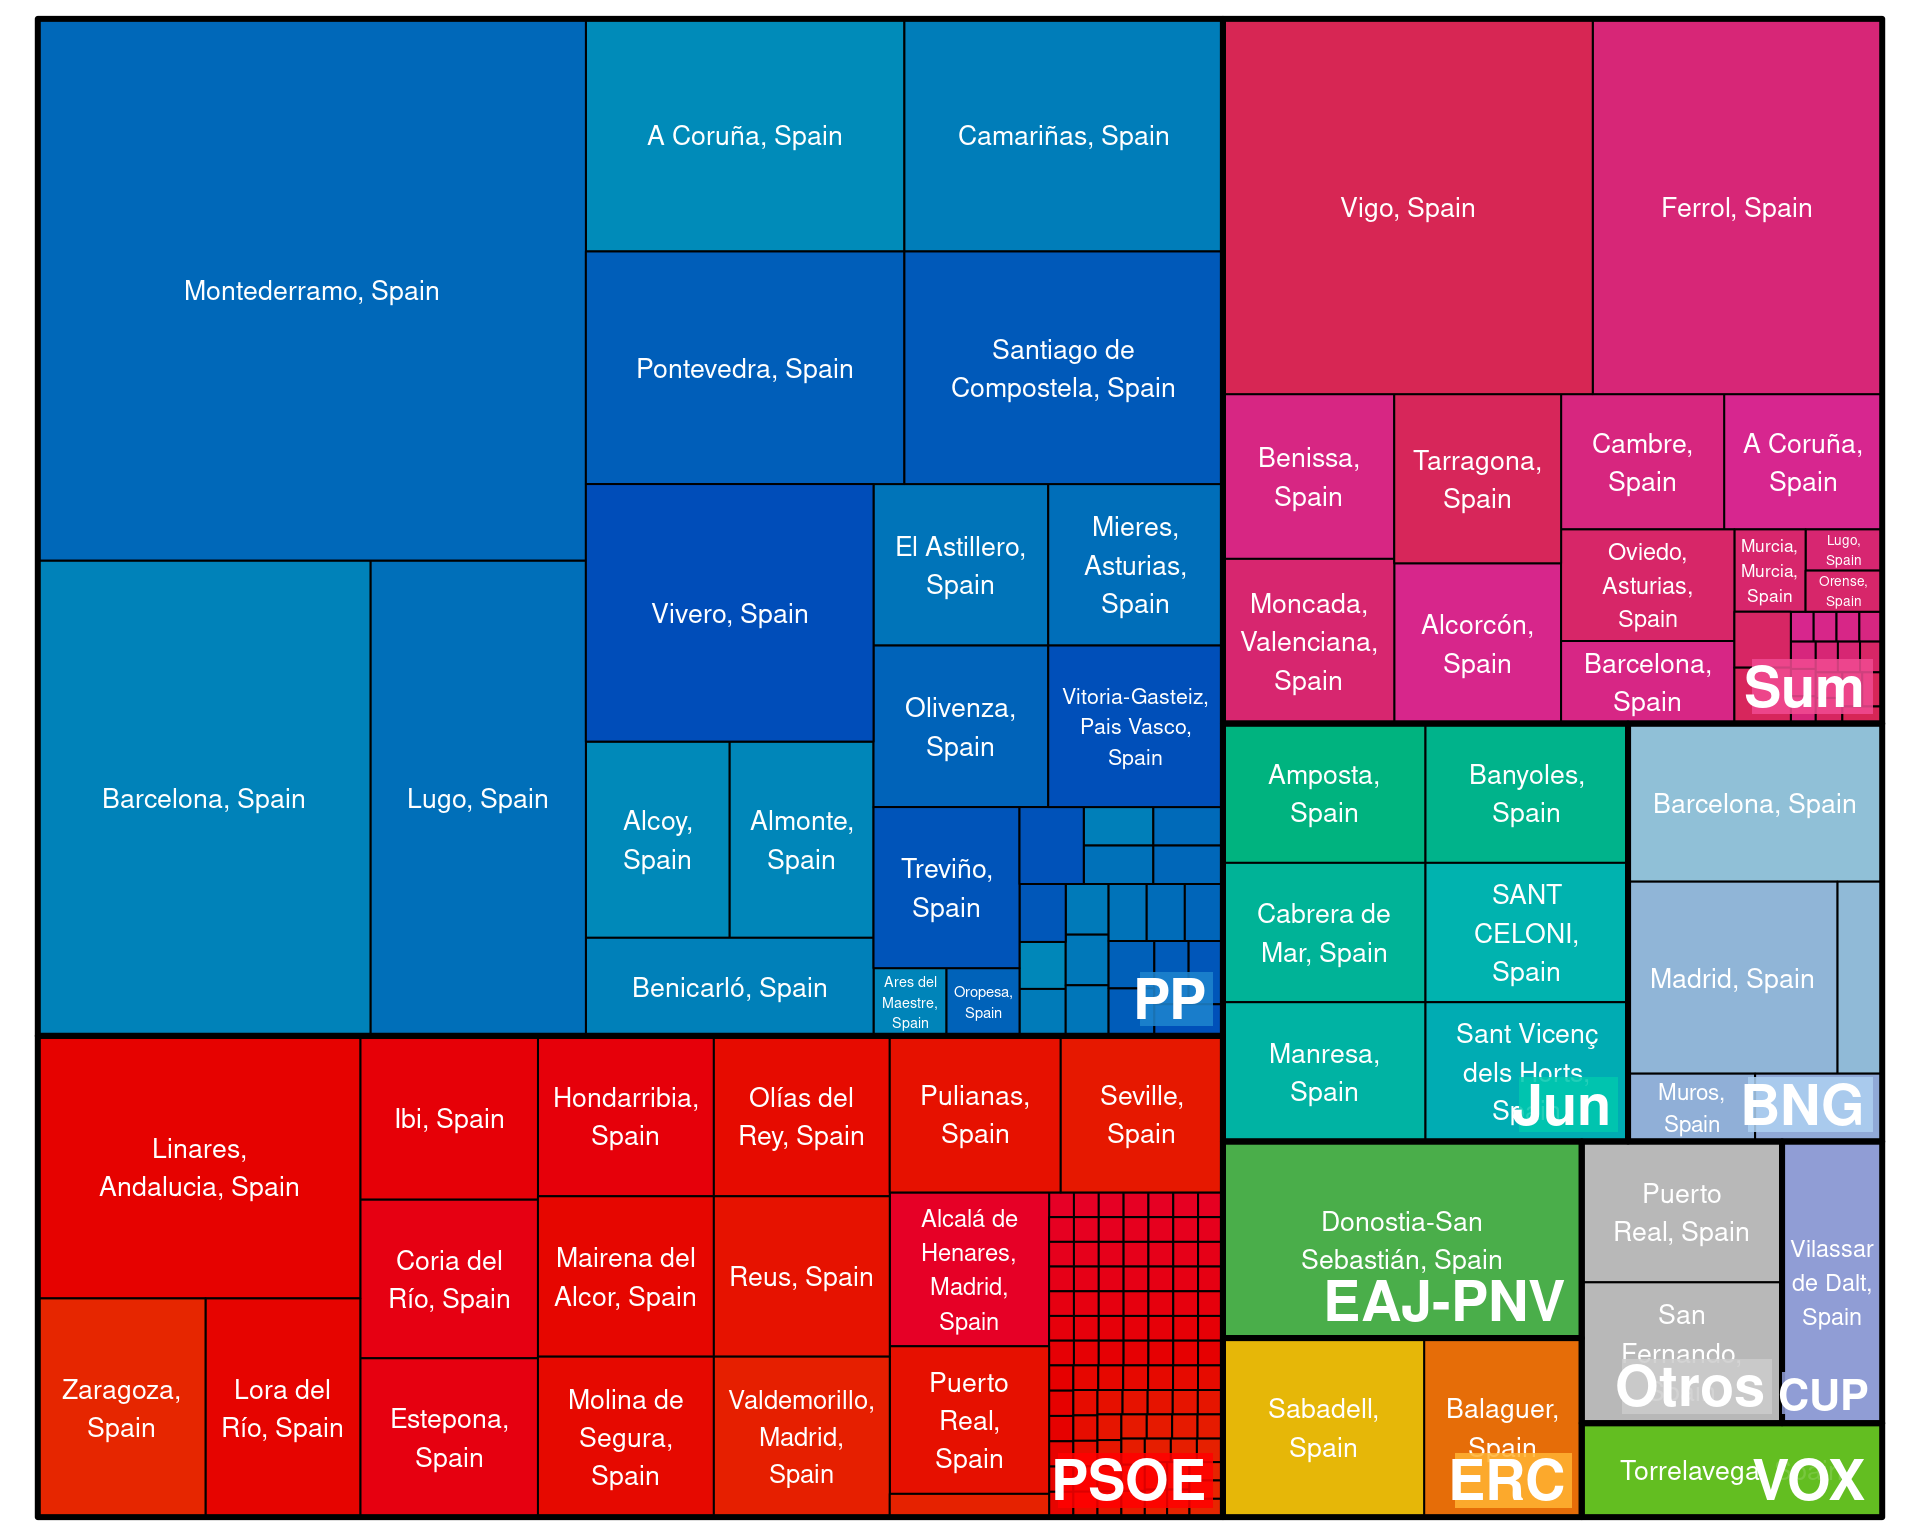 Montederramo, Spain
A Coruña, Spain
Camariñas, Spain
Pontevedra, Spain
Santiago de
Compostela, Spain
Barcelona, Spain
Lugo, Spain
Vivero, Spain
El Astillero,
Spain
Mieres,
Asturias,
Spain
Olivenza,
Spain
Vitoria-Gasteiz,
Pais Vasco,
Spain
Alcoy,
Spain
Almonte,
Spain
Benicarló, Spain
Treviño,
Spain
Ares del
Maestre,
Spain
Oropesa,
Spain
PP
Vigo, Spain
Ferrol, Spain
Benissa,
Spain
Tarragona,
Spain
Cambre,
Spain
A Coruña,
Spain
Moncada,
Valenciana,
Spain
Alcorcón,
Spain
Oviedo,
Asturias,
Spain
Barcelona,
Spain
Murcia,
Murcia,
Spain
Lugo,
Spain
Orense,
Spain
Sum
Amposta,
Spain
Banyoles,
Spain
Cabrera de
Mar, Spain
SANT
CELONI,
Spain
Manresa,
Spain
Sant Vicenç
dels Horts,
Spain
Jun
Barcelona, Spain
Madrid, Spain
Muros,
Spain
BNG
Linares,
Andalucia, Spain
Zaragoza,
Spain
Lora del
Río, Spain
Ibi, Spain
Coria del
Río, Spain
Estepona,
Spain
Hondarribia,
Spain
Mairena del
Alcor, Spain
Molina de
Segura,
Spain
Olías del
Rey, Spain
Reus, Spain
Valdemorillo,
Madrid,
Spain
Pulianas,
Spain
Seville,
Spain
Alcalá de
Henares,
Madrid,
Spain
Puerto
Real,
Spain
PSOE
Donostia-San
Sebastián, Spain
EAJ-PNV
Sabadell,
Spain
Balaguer,
Spain
ERC
Puerto
Real, Spain
San
Fernando,
Otros
Vilassar
de Dalt,
Spain
CUP
Torrelavega
VOX